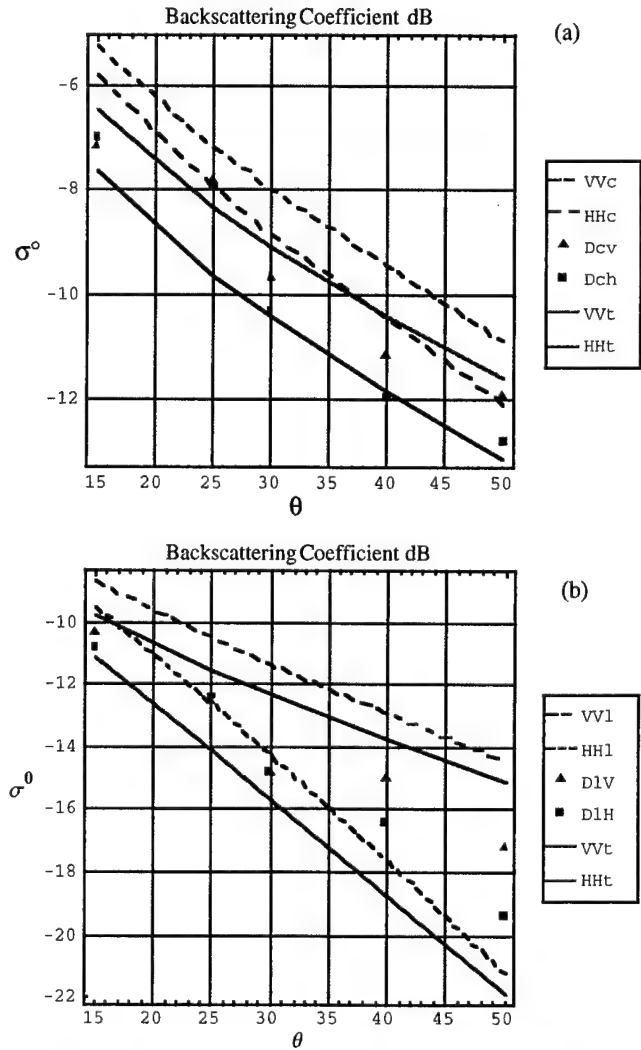 Backscattering Coefficient dB
(a)
-6
-8
-10
-12
σ°
15 20 25 30 35 40 45 50
θ
VVc
HHc
Dcv
Dch
VVt
HHt
Backscattering Coefficient dB
(b)
-10
-12
-14
-16
-18
-20
-22
σ⁰
15 20 25 30 35 40 45 50
θ
VVl
HHl
DlV
DlH
VVt
HHt